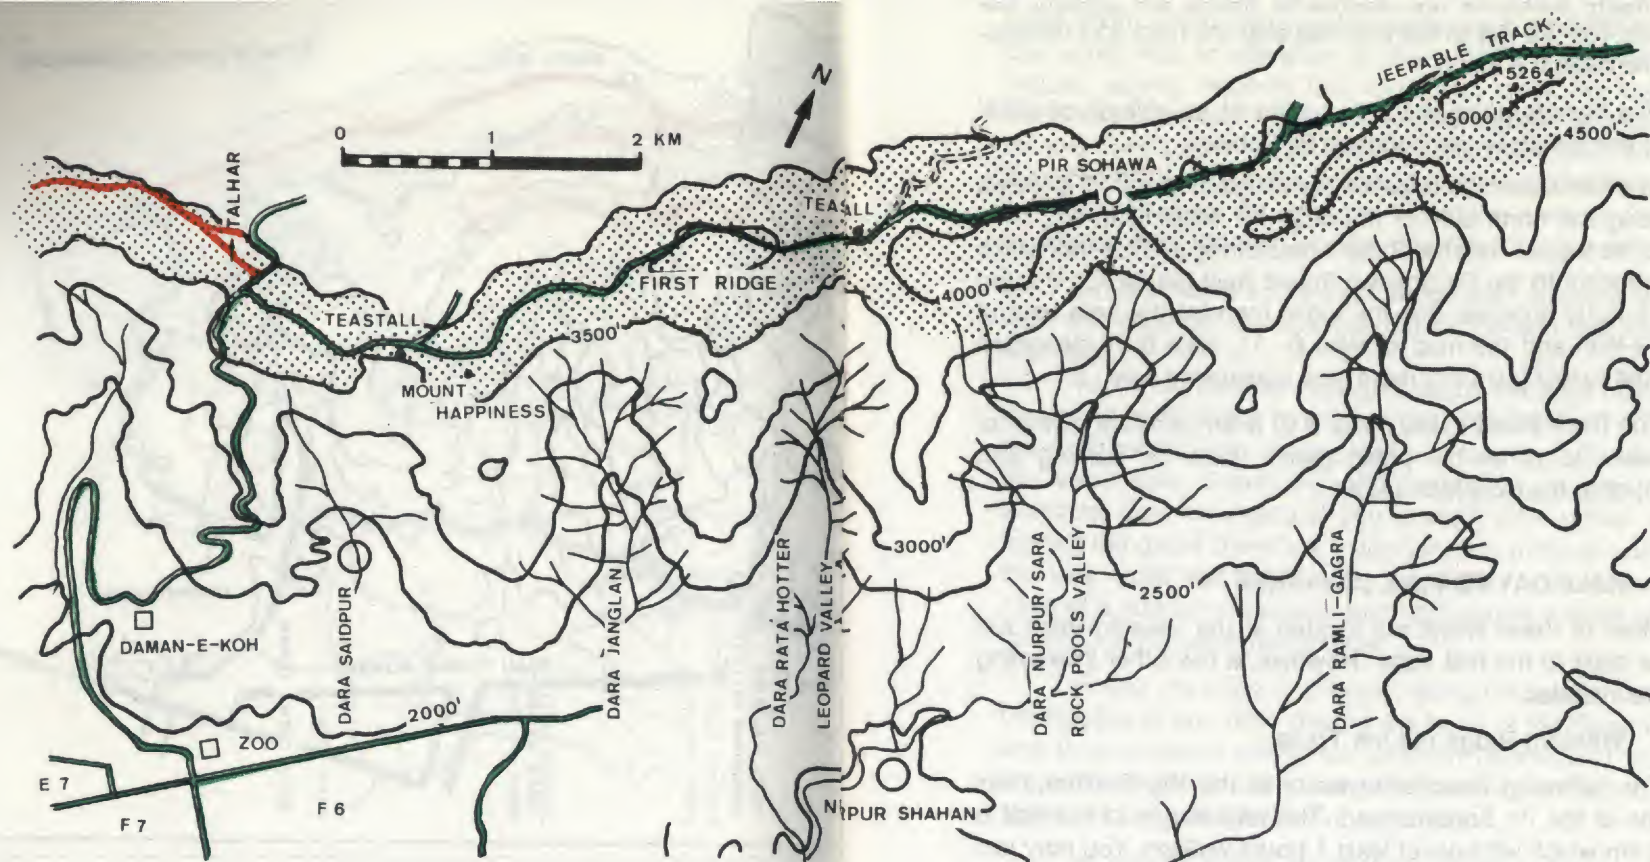 N
JEEPABLE TRACK
5264'
5000'
4500'
0 1 2 KM
TALHAR
PIR SOHAWA
TEASTALL
FIRST RIDGE
4000'
TEASTALL
3500'
MOUNT
HAPPINESS
3000'
2500'
DAMAN-E-KOH
DARA SAIDPUR
DARA JANGLAN
DARA RATA HOTTER
LEOPARD VALLEY
DARA NURPUR/SARA
ROCK POOLS VALLEY
DARA RAMLI-GAGRA
2000'
ZOO
E 7
F 7
F 6
RPUR SHAHAN